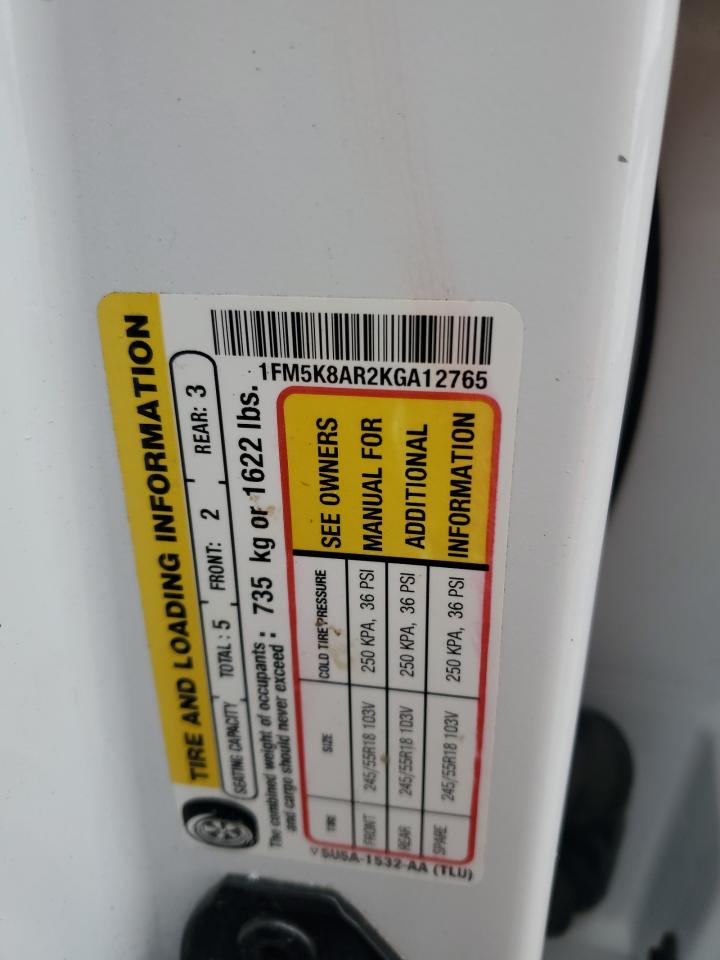 TIRE AND LOADING INFORMATION
SEATING CAPACITY TOTAL : 5 FRONT: 2 REAR: 3
The combined weight of occupants
and cargo should never exceed : 735 kg or 1622 lbs.
1FM5K8AR2KGA12765
TIRE SIZE COLD TIRE PRESSURE
FRONT 245/55R18 103V 250 KPA, 36 PSI
REAR 245/55R18 103V 250 KPA, 36 PSI
SPARE 245/55R18 103V 250 KPA, 36 PSI
SEE OWNERS
MANUAL FOR
ADDITIONAL
INFORMATION
5U5A-1532-AA (TLU)